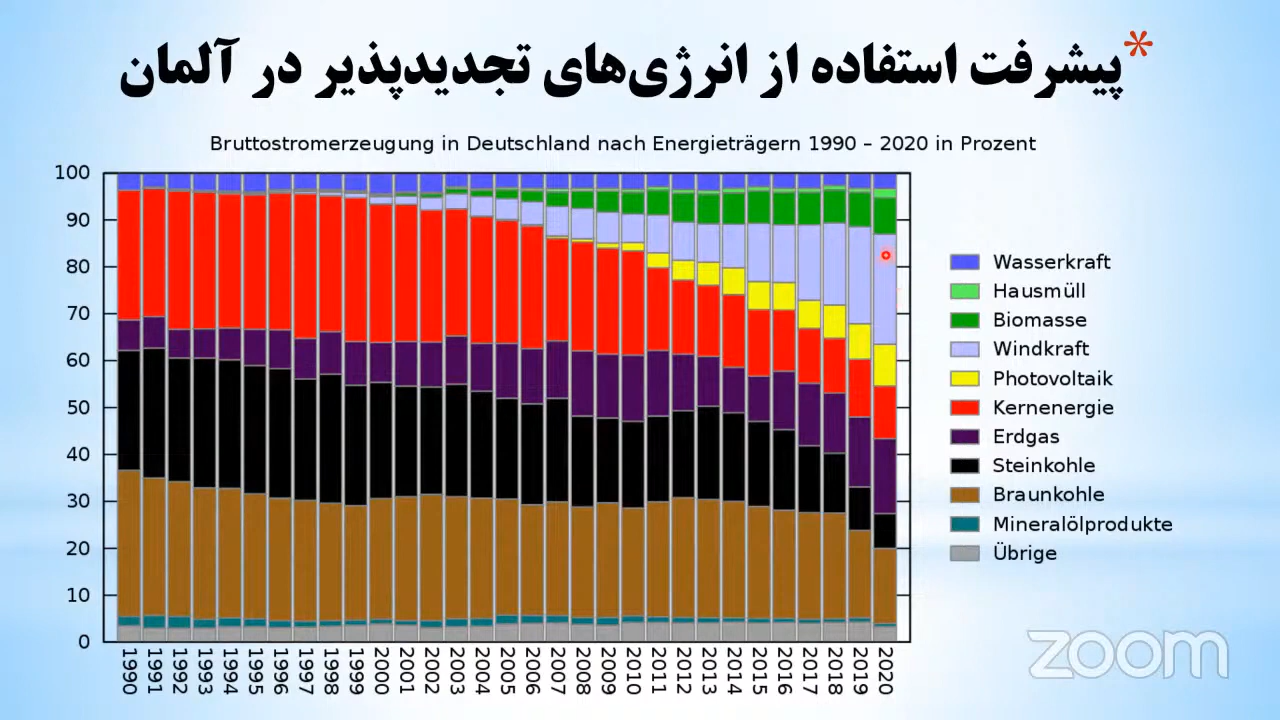 *پیشرفت استفاده از انرژی‌های تجدیدپذیر در آلمان
Bruttostromerzeugung in Deutschland nach Energieträgern 1990 – 2020 in Prozent
100
90
80
70
60
50
40
30
20
10
0
1990 1991 1992 1993 1994 1995 1996 1997 1998 1999 2000 2001 2002 2003 2004 2005 2006 2007 2008 2009 2010 2011 2012 2013 2014 2015 2016 2017 2018 2019 2020
Wasserkraft
Hausmüll
Biomasse
Windkraft
Photovoltaik
Kernenergie
Erdgas
Steinkohle
Braunkohle
Mineralölprodukte
Übrige
zoom